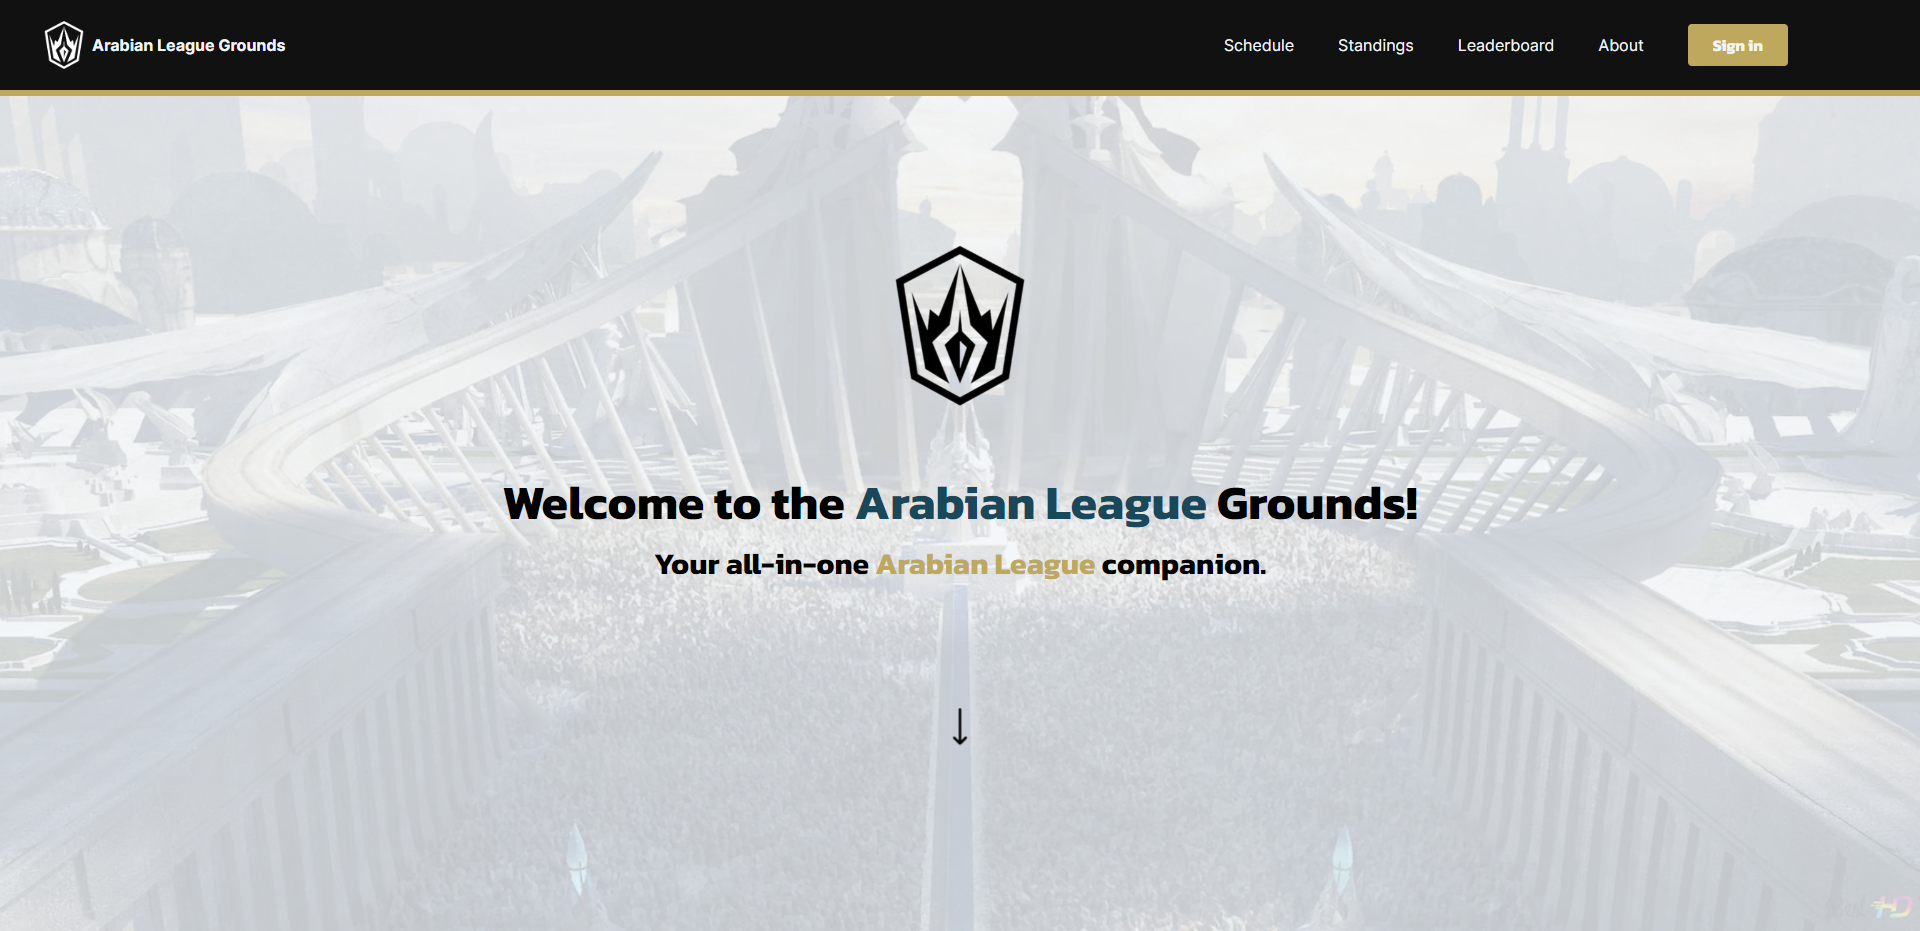 Arabian League Grounds
Schedule
Standings
Leaderboard
About
Sign in
Welcome to the Arabian League Grounds!
Your all-in-one Arabian League companion.
HD